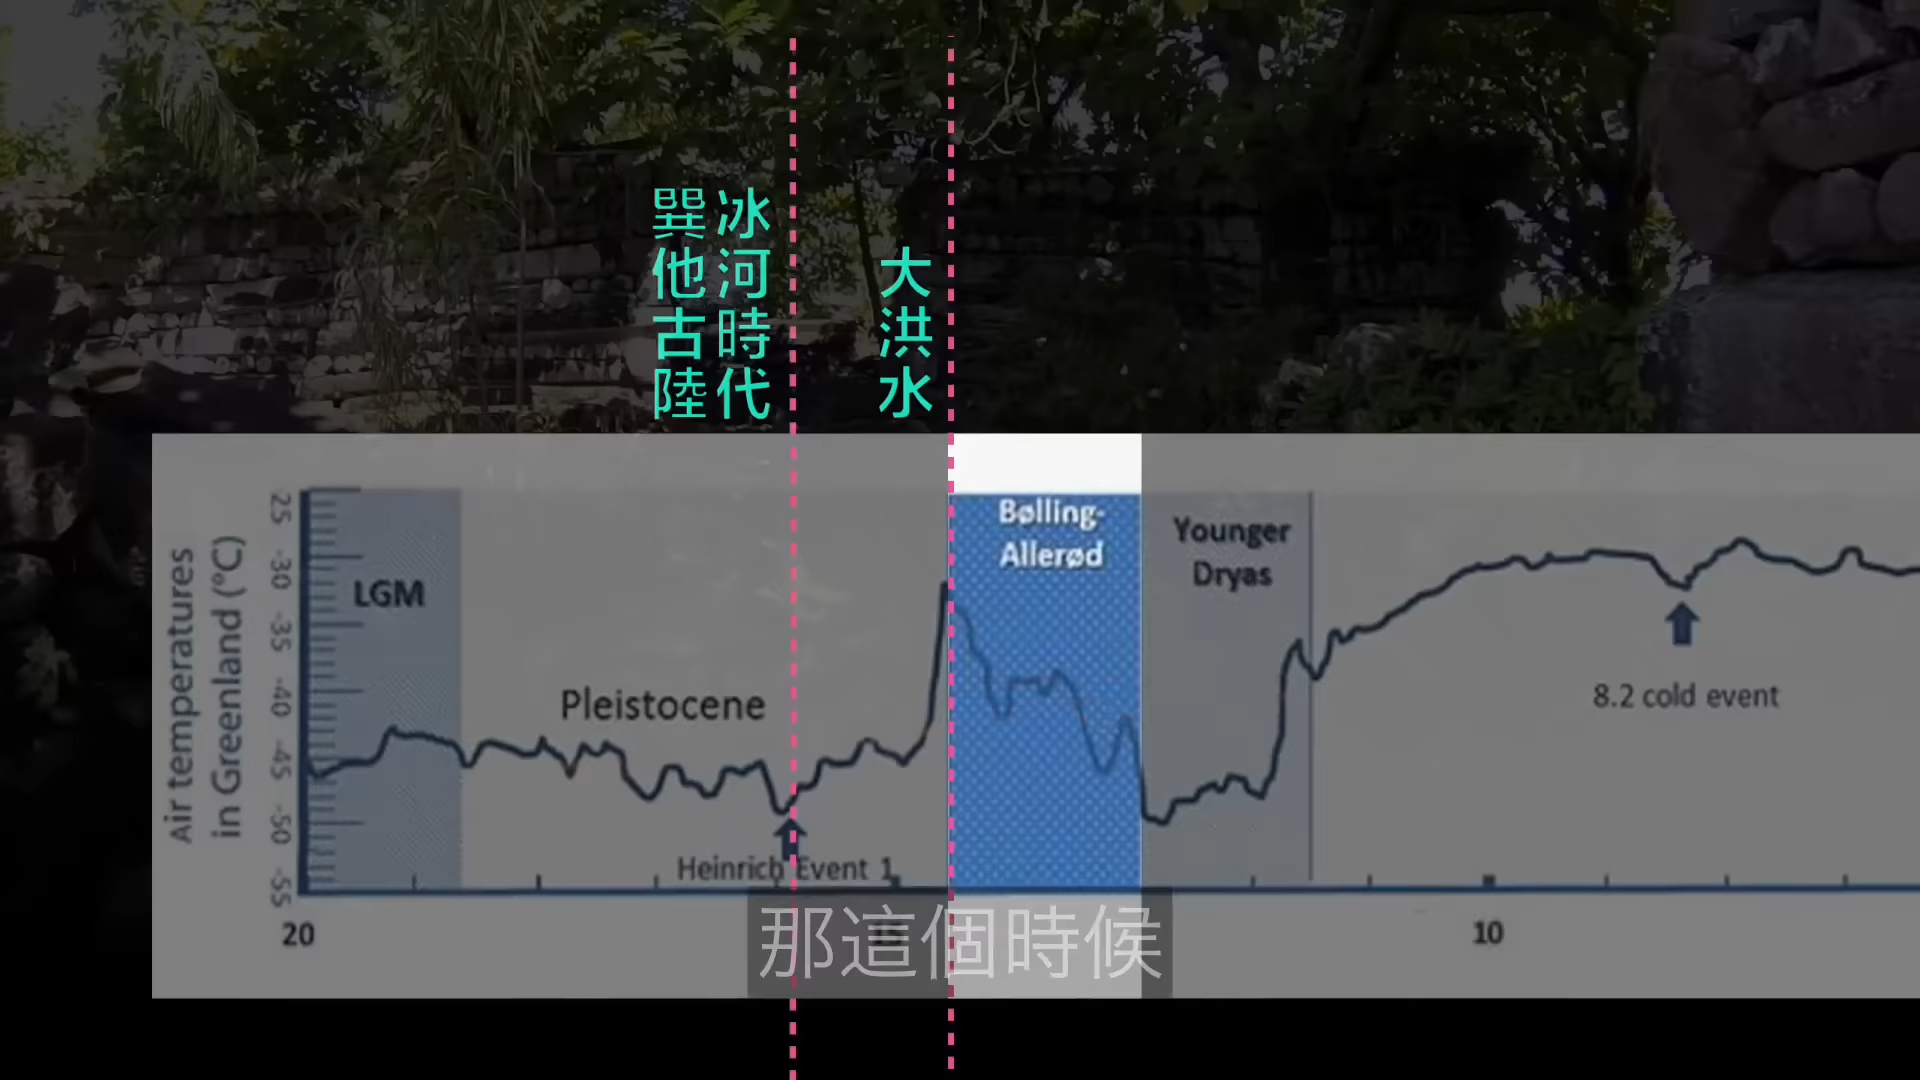 冰河時代
巽他古陸
大洪水
Bølling-
Allerød
Younger
Dryas
LGM
Pleistocene
Heinrich Event 1
8.2 cold event
Air temperatures
in Greenland (°C)
25
-30
-35
-40
-45
-50
-55
20
15
10
那這個時候